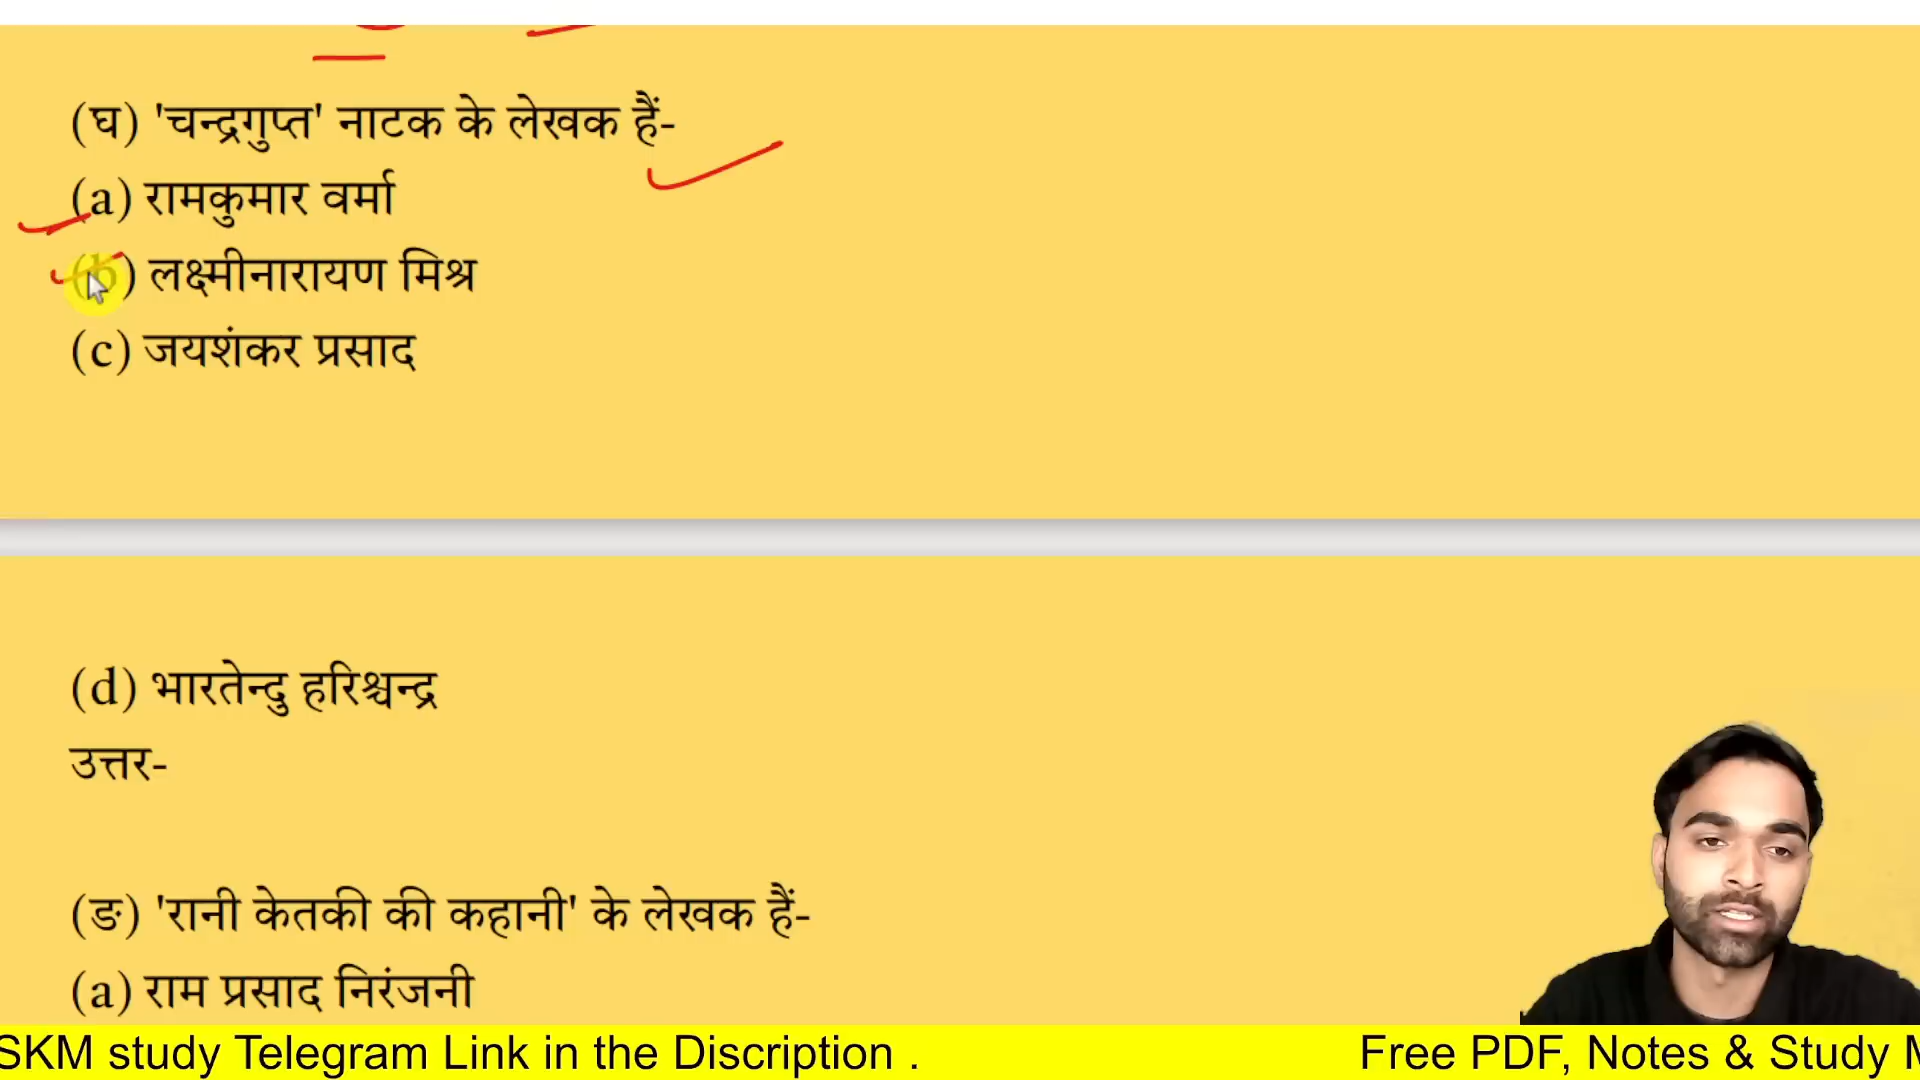 (घ) 'चन्द्रगुप्त' नाटक के लेखक हैं-
(a) रामकुमार वर्मा
(b) लक्ष्मीनारायण मिश्र
(c) जयशंकर प्रसाद
(d) भारतेन्दु हरिश्चन्द्र
उत्तर-
(ङ) 'रानी केतकी की कहानी' के लेखक हैं-
(a) राम प्रसाद निरंजनी
SKM study Telegram Link in the Discription . Free PDF, Notes & Study